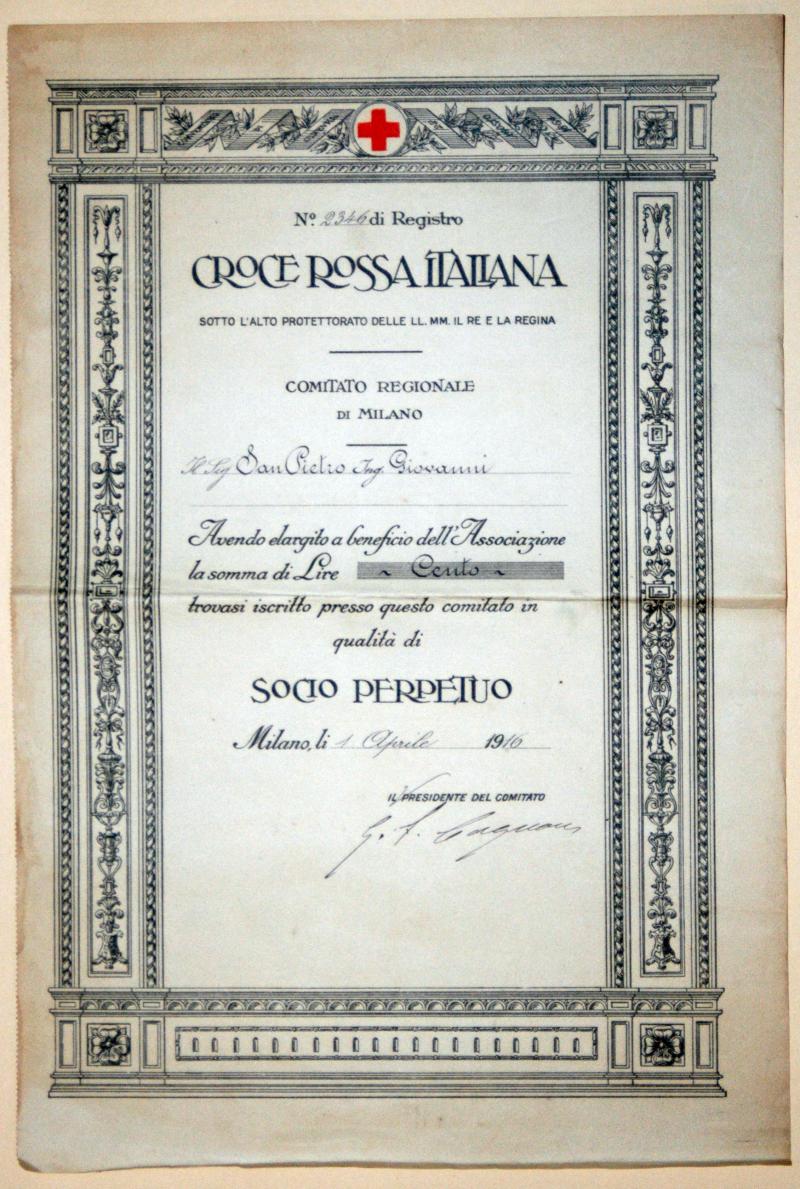 Nº 2346 di Registro
CROCE ROSSA ITALIANA
SOTTO L'ALTO PROTETTORATO DELLE LL. MM. IL RE E LA REGINA
COMITATO REGIONALE
DI MILANO
Il Sig San Pietro Ing. Giovanni
Avendo elargito a beneficio dell'Associazione
la somma di Lire ~ Cento ~
trovasi iscritto presso questo comitato in
qualità di
SOCIO PERPETUO
Milano, li 1 Aprile 1916
IL PRESIDENTE DEL COMITATO